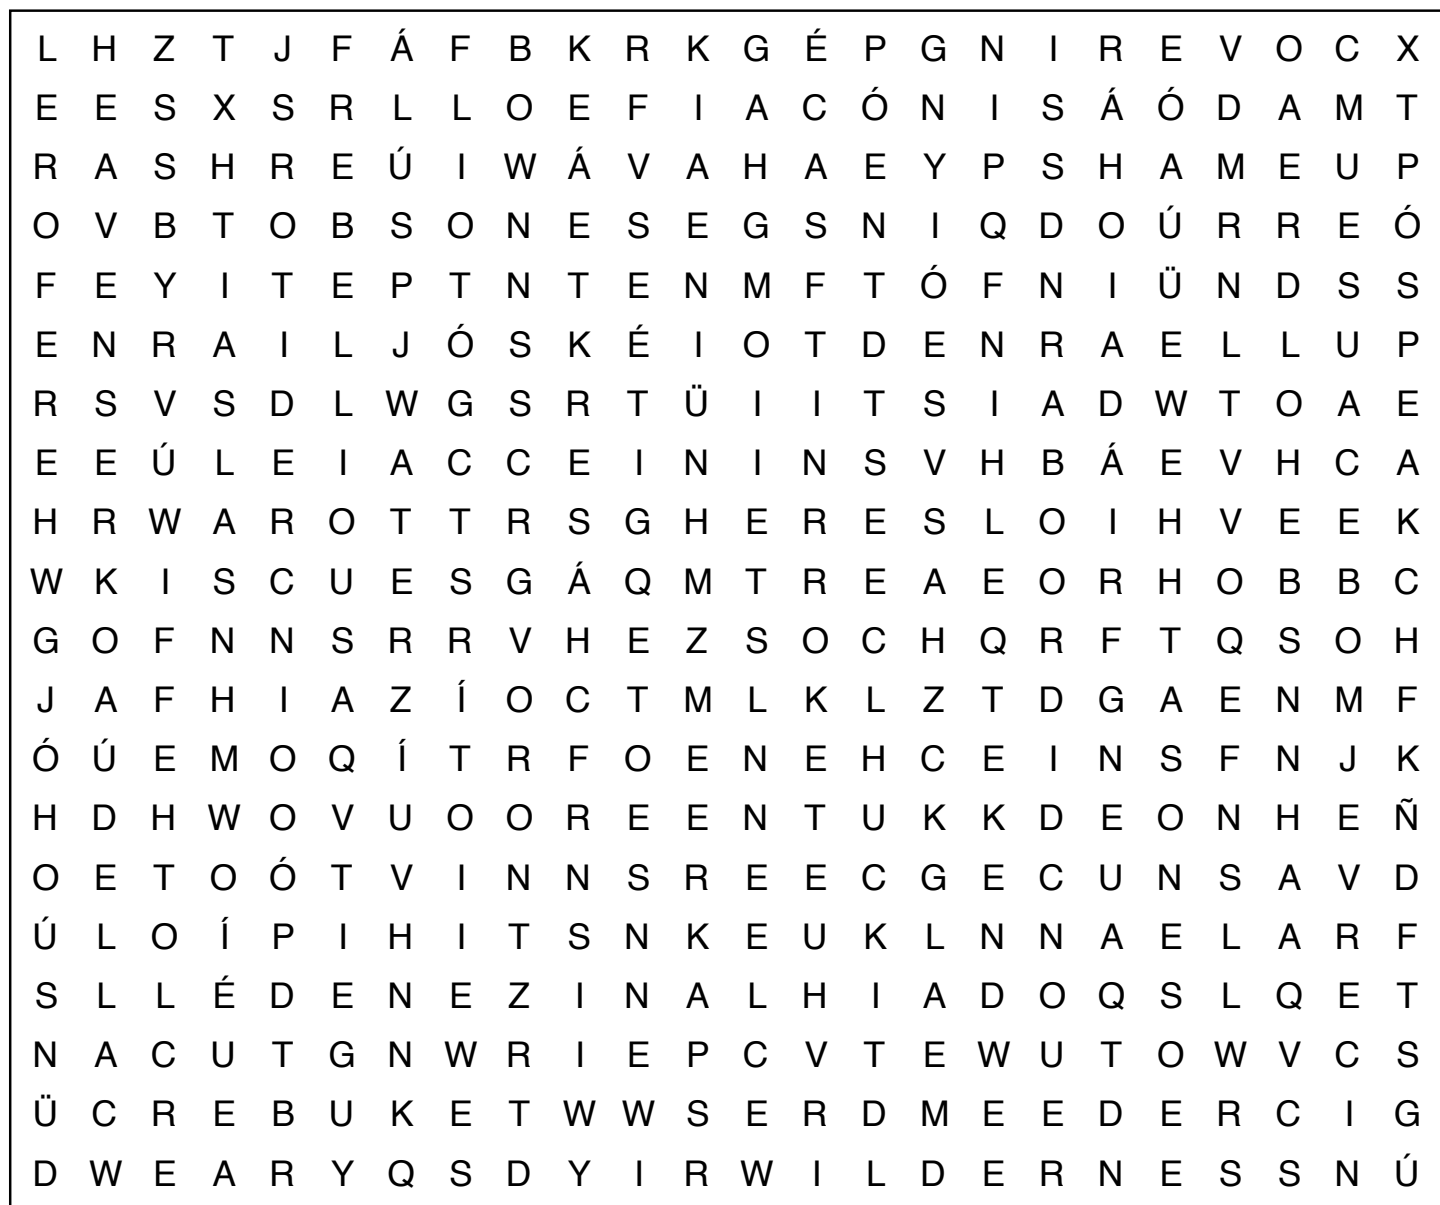 L H Z T J F Á F B K R K G É P G N I R E V O C X
E E S X S R L L O E F I A C Ó N I S Á Ó D A M T
R A S H R E Ú I W Á V A H A E Y P S H A M E U P
O V B T O B S O N E S E G S N I Q D O Ú R R E Ó
F E Y I T E P T N T E N M F T Ó F N I Ü N D S S
E N R A I L J Ó S K É I O T D E N R A E L L U P
R S V S D L W G S R T Ü I I T S I A D W T O A E
E E Ú L E I A C C E I N I N S V H B Á E V H C A
H R W A R O T T R S G H E R E S L O I H V E E K
W K I S C U E S G Á Q M T R E A E O R H O B B C
G O F N N S R R V H E Z S O C H Q R F T Q S O H
J A F H I A Z Í O C T M L K L Z T D G A E N M F
Ó Ú E M O Q Í T R F O E N E H C E I N S F N J K
H D H W O V U O O R E E N T U K K D E O N H E Ñ
O E T O Ó T V I N N S R E E C G E C U N S A V D
Ú L O Í P I H I T S N K E U K L N N A E L A R F
S L L É D E N E Z I N A L H I A D O Q S L Q E T
N A C U T G N W R I E P C V T E W U T O W V C S
Ü C R E B U K E T W W S E R D M E E D E R C I G
D W E A R Y Q S D Y I R W I L D E R N E S S N Ú